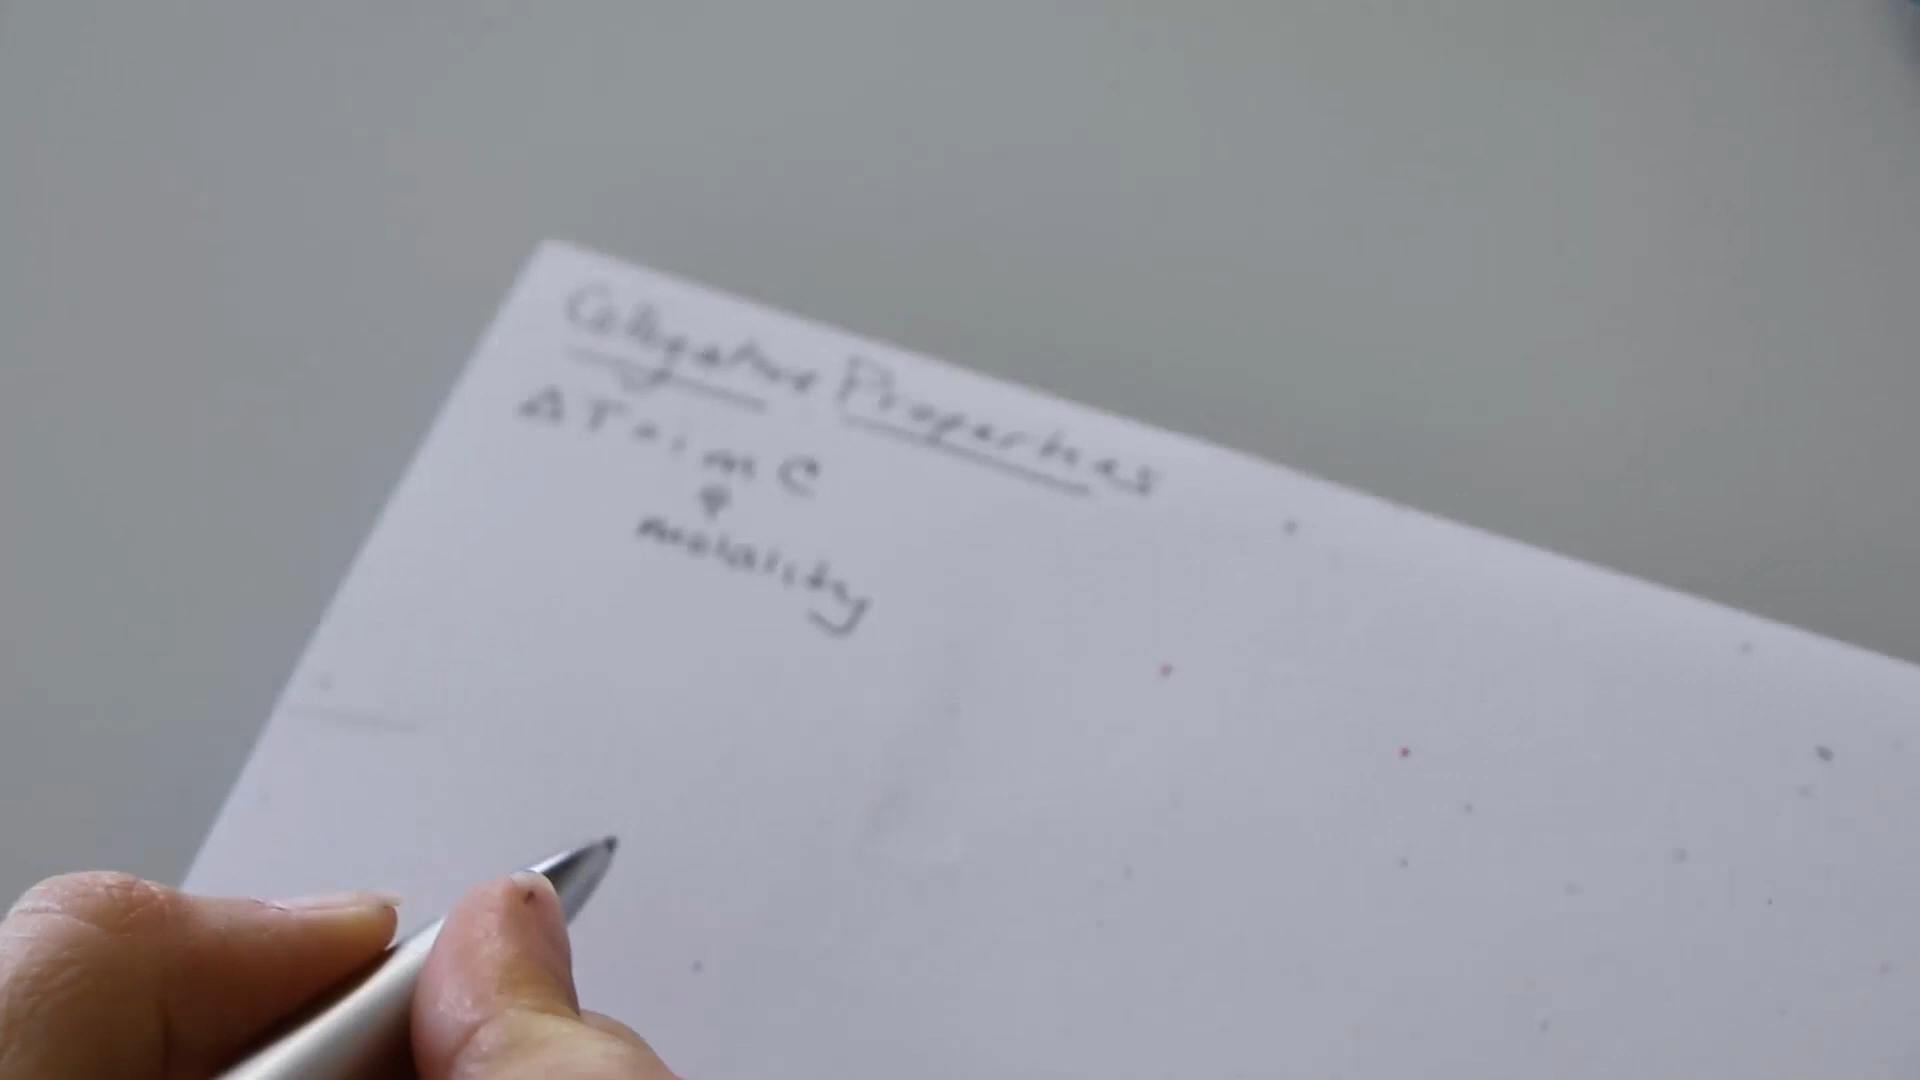 Colligative Properties
ΔT = i m C
molality